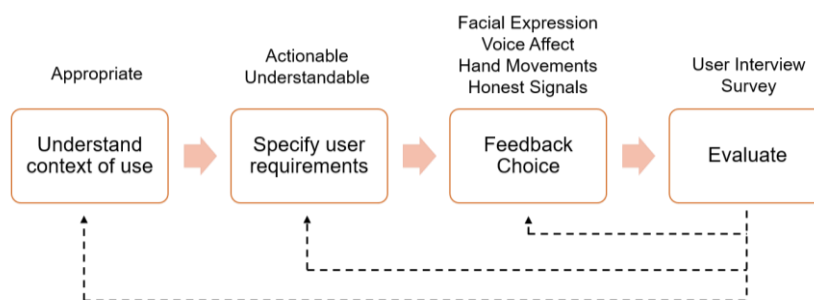 Appropriate
Understand
context of use
Actionable
Understandable
Specify user
requirements
Facial Expression
Voice Affect
Hand Movements
Honest Signals
Feedback
Choice
User Interview
Survey
Evaluate